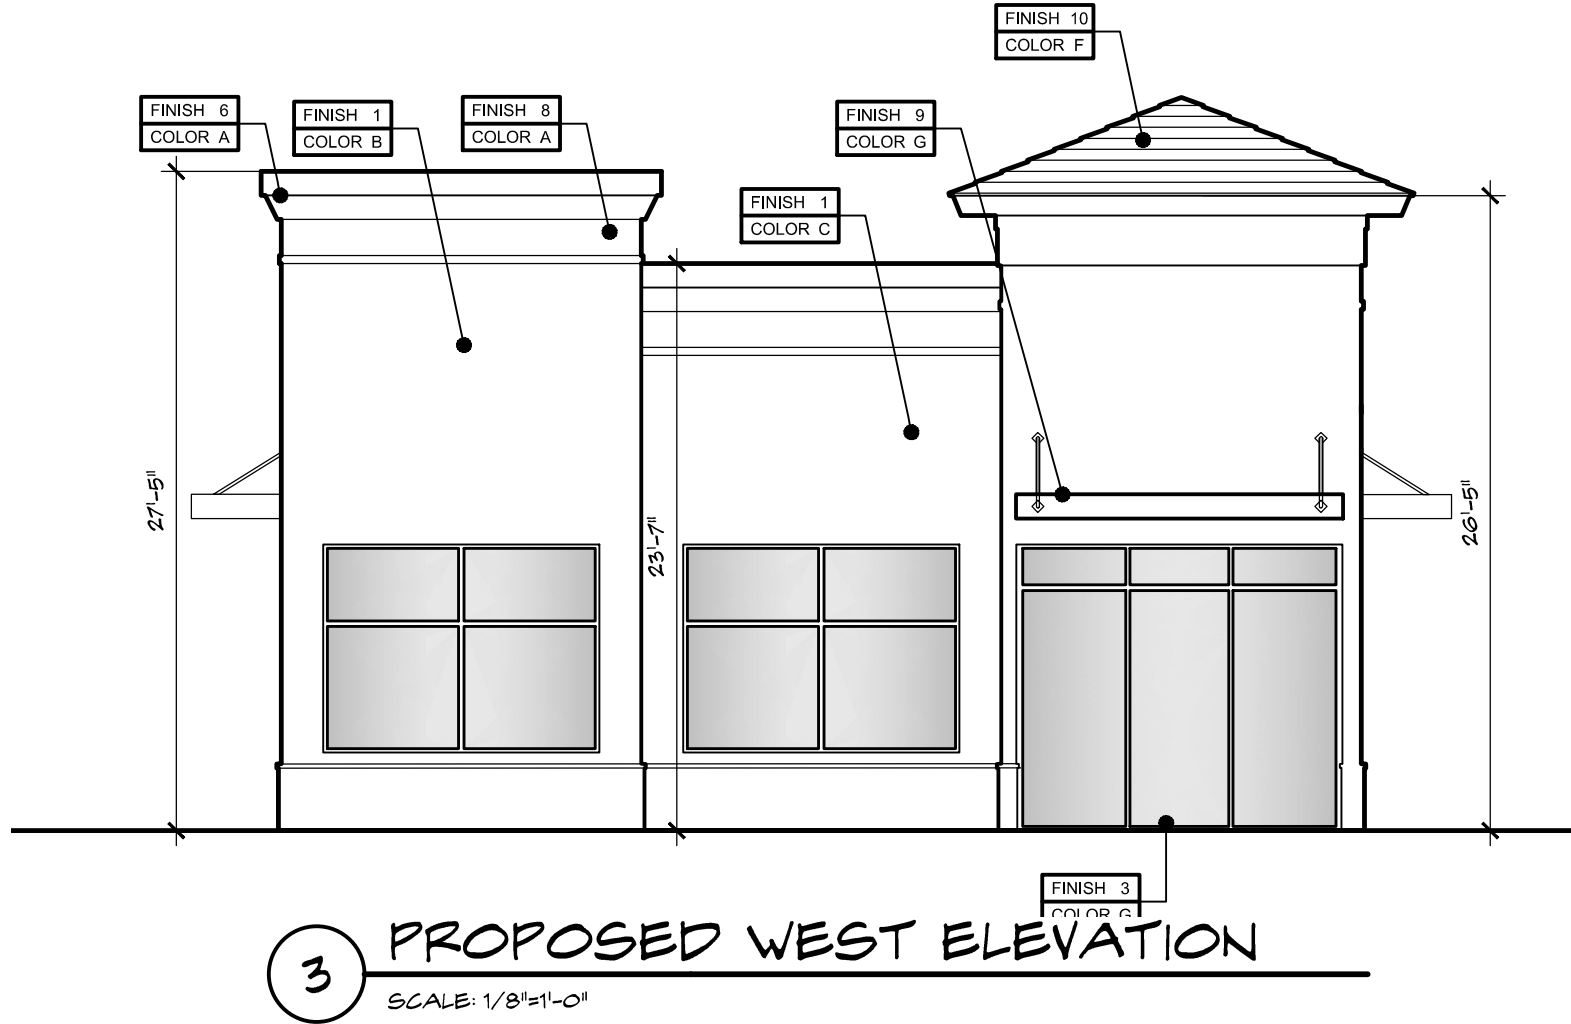 FINISH 10
COLOR F
FINISH 6
COLOR A
FINISH 1
COLOR B
FINISH 8
COLOR A
FINISH 9
COLOR G
FINISH 1
COLOR C
27'-5"
23'-7"
26'-5"
FINISH 3
COLOR G
3
PROPOSED WEST ELEVATION
SCALE: 1/8"=1'-0"